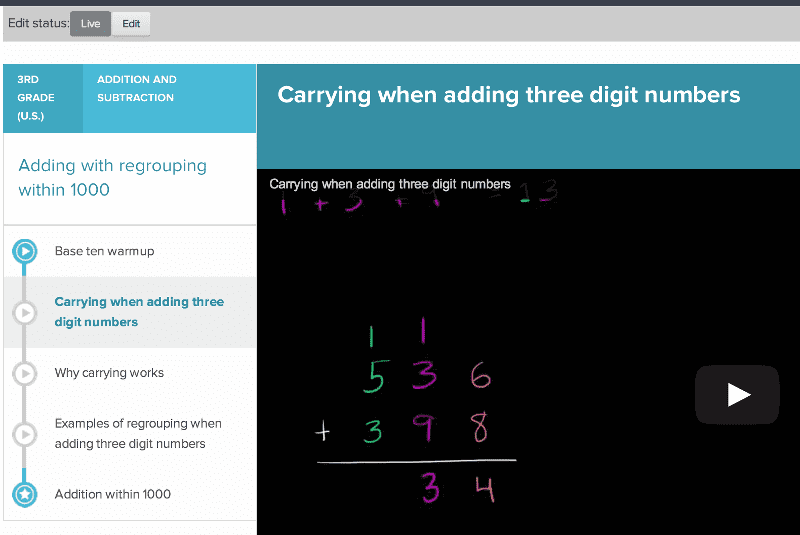 Edit status: Live Edit
3RD
GRADE
(U.S.)
ADDITION AND
SUBTRACTION
Adding with regrouping
within 1000
Base ten warmup
Carrying when adding three
digit numbers
Why carrying works
Examples of regrouping when
adding three digit numbers
Addition within 1000
Carrying when adding three digit numbers
Carrying when adding three digit numbers
1 + 3 + 9 = 13
1 1
5 3 6
+ 3 9 8
3 4